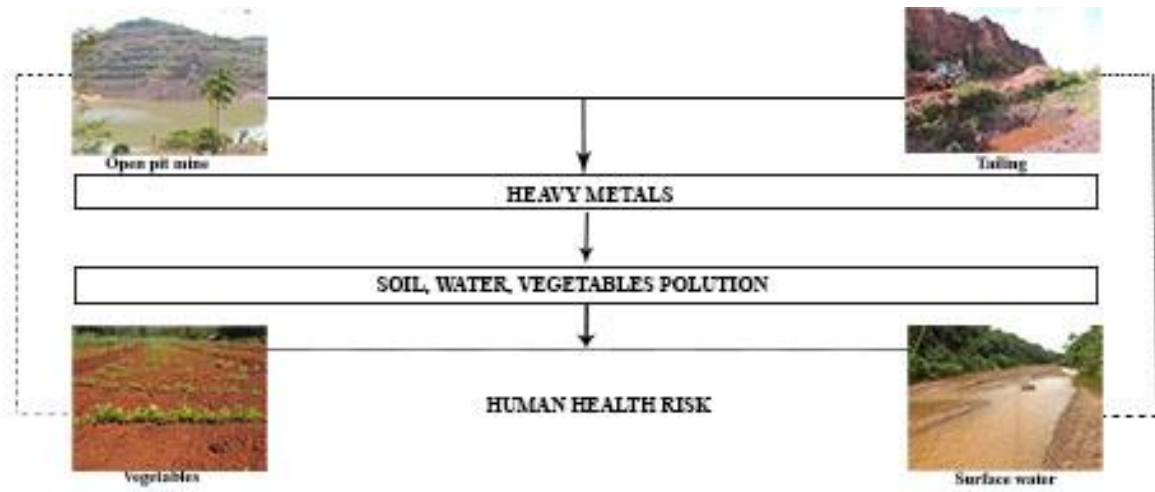 Open pit mine
Tailing
HEAVY METALS
SOIL, WATER, VEGETABLES POLUTION
HUMAN HEALTH RISK
Vegetables
Surface water